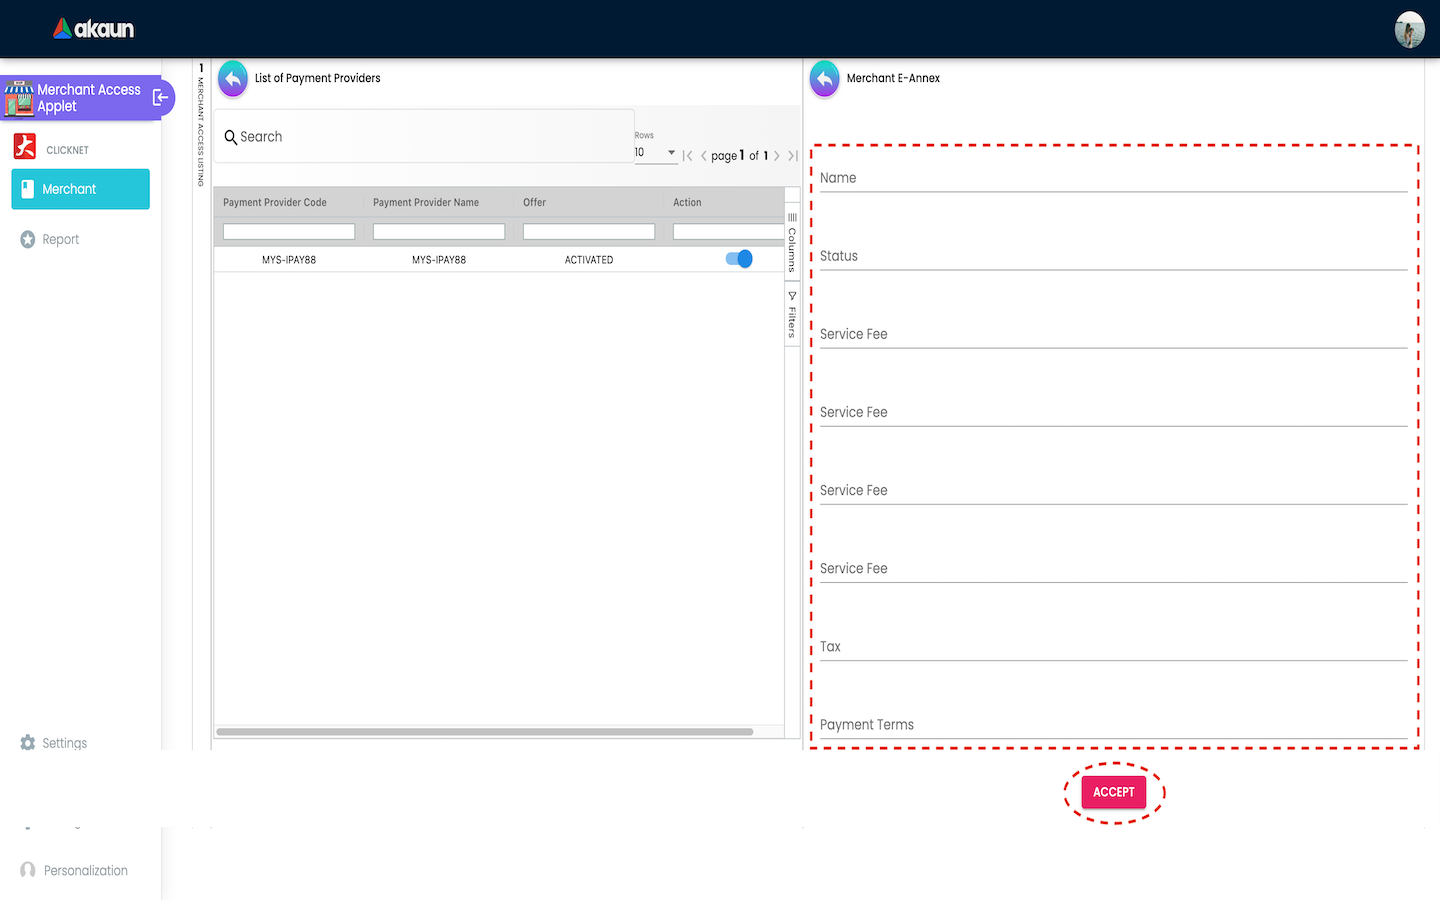 akaun
Merchant Access
Applet
CLICKNET
Merchant
Report
Settings
Personalization
1
MERCHANT ACCESS LISTING
List of Payment Providers
Search
Rows
10
page 1 of 1
Payment Provider Code Payment Provider Name Offer Action
MYS-IPAY88 MYS-IPAY88 ACTIVATED
Columns
Filters
Merchant E-Annex
Name
Status
Service Fee
Service Fee
Service Fee
Service Fee
Tax
Payment Terms
ACCEPT